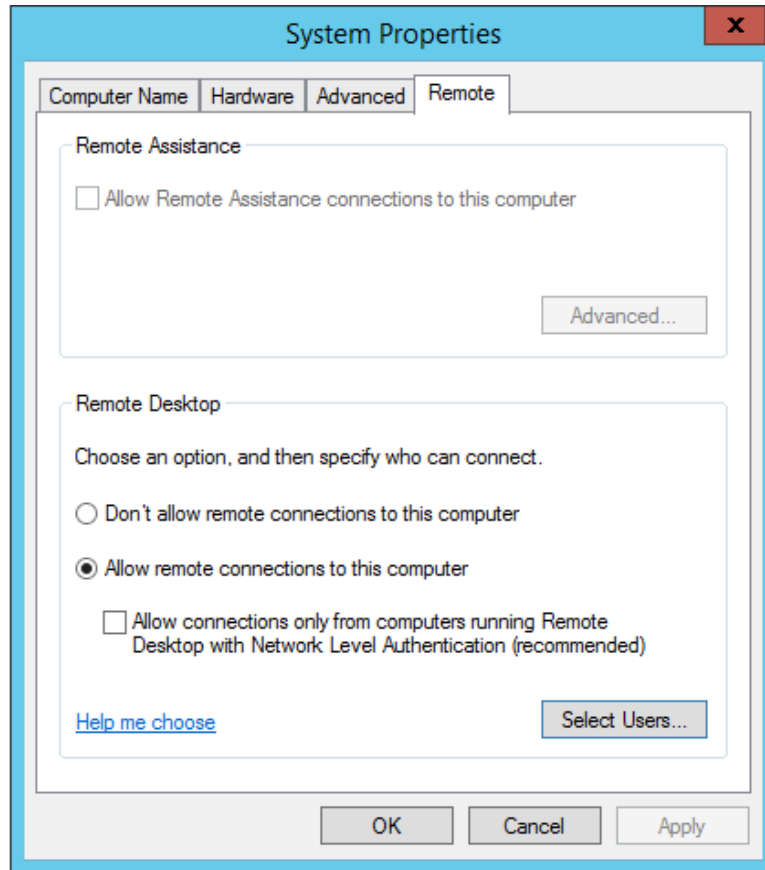 System Properties
x
Computer Name Hardware Advanced Remote
Remote Assistance
Allow Remote Assistance connections to this computer
Advanced...
Remote Desktop
Choose an option, and then specify who can connect.
Don't allow remote connections to this computer
Allow remote connections to this computer
Allow connections only from computers running Remote
Desktop with Network Level Authentication (recommended)
Help me choose Select Users...
OK Cancel Apply